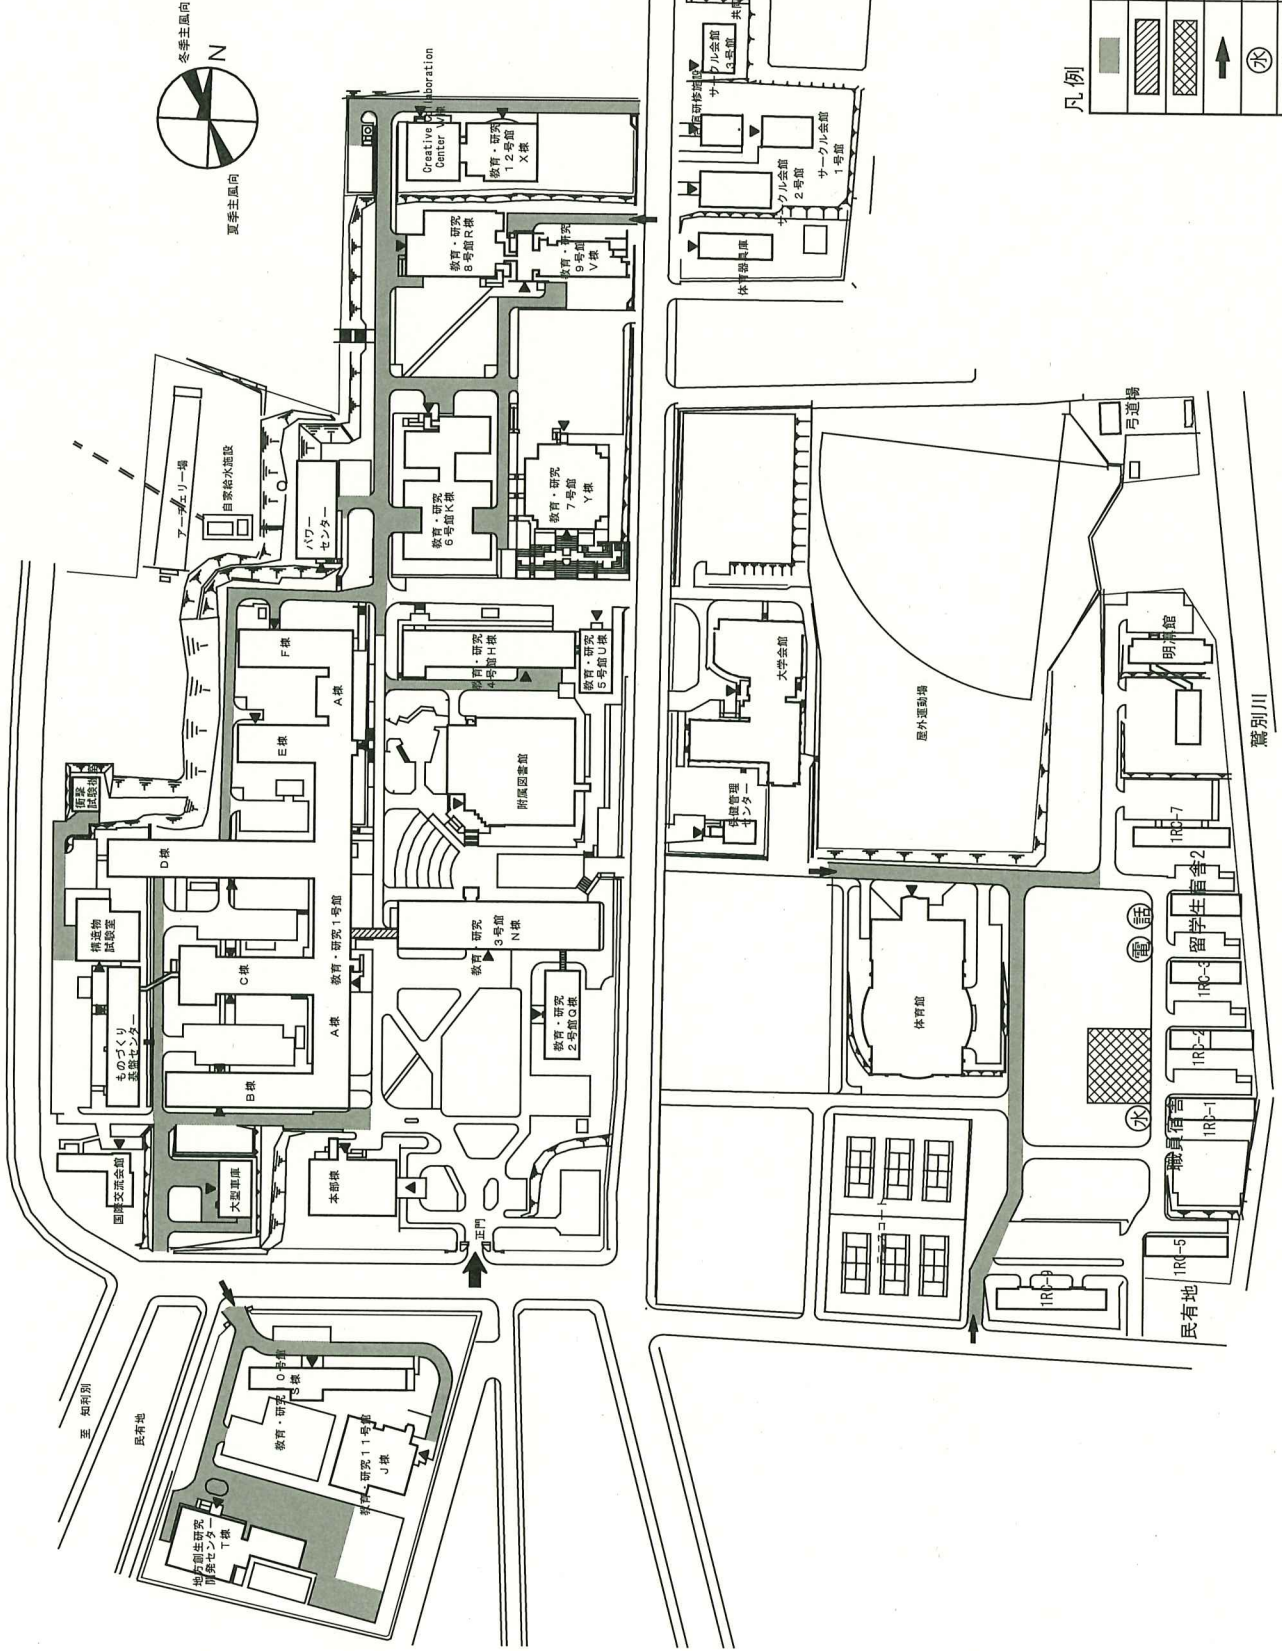 冬季主風向
N
夏季主風向
凡例
水
共同
サークル会館
3号館
合宿研修施設
サークル会館
2号館
サークル会館
1号館
体育器具庫
Creative Collaboration
Center W棟
教育・研究
12号館
X棟
教育・研究
8号館R棟
教育・研究
9号館
V棟
アーチェリー場
自家給水施設
パワー
センター
教育・研究
6号館K棟
教育・研究
7号館
Y棟
弓道場
F棟
A棟
E棟
教育・研究
4号館H棟
教育・研究
5号館U棟
大学会館
屋外運動場
明凛館
鷲別川
衝撃
試験棟
D棟
附属図書館
保健管理
センター
1RC-7
構造物
試験室
C棟
教育・研究1号館
A棟
教育・研究
3号館
N棟
電
話
留学生宿舎2
1RC-3
ものづくり
基盤センター
B棟
教育・研究
2号館Q棟
体育館
1RC-2
水
職員宿舎
1RC-1
国際交流会館
大型車庫
本部棟
正門
テニスコート
1RC-9
1RC-5
民有地
至 知利別
民有地
教育・研究10号館
S棟
教育・研究11号館
J棟
地方創生研究
開発センター
T棟